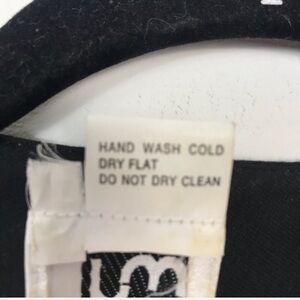 HAND WASH COLD
DRY FLAT
DO NOT DRY CLEAN